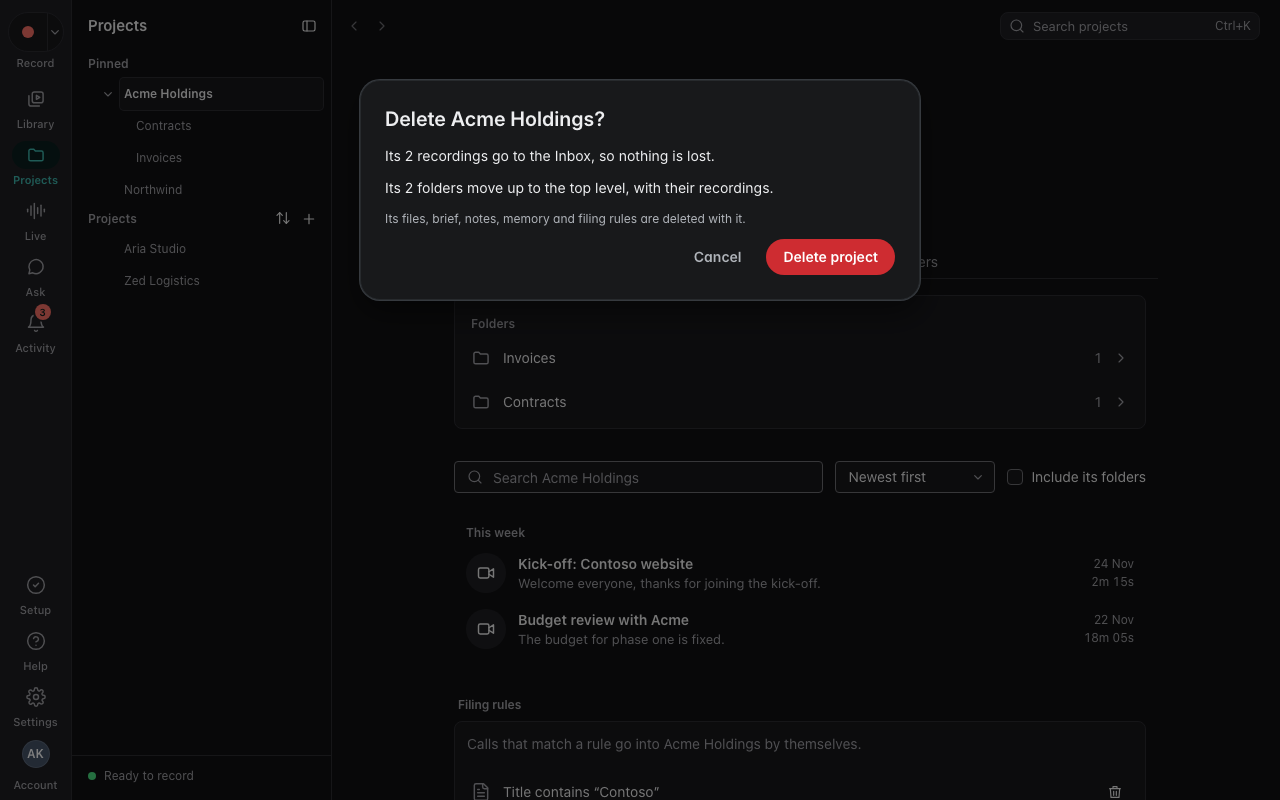 Projects
Search projects
Ctrl+K
Record
Pinned
Acme Holdings
Contracts
Invoices
Northwind
Projects
Aria Studio
Zed Logistics
Library
Projects
Live
Ask
3
Activity
Setup
Help
Settings
AK
Account
Ready to record
Delete Acme Holdings?
Its 2 recordings go to the Inbox, so nothing is lost.
Its 2 folders move up to the top level, with their recordings.
Its files, brief, notes, memory and filing rules are deleted with it.
Cancel
Delete project
ers
Folders
Invoices 1
Contracts 1
Search Acme Holdings
Newest first
Include its folders
This week
Kick-off: Contoso website
24 Nov
Welcome everyone, thanks for joining the kick-off.
2m 15s
Budget review with Acme
22 Nov
The budget for phase one is fixed.
18m 05s
Filing rules
Calls that match a rule go into Acme Holdings by themselves.
Title contains “Contoso”